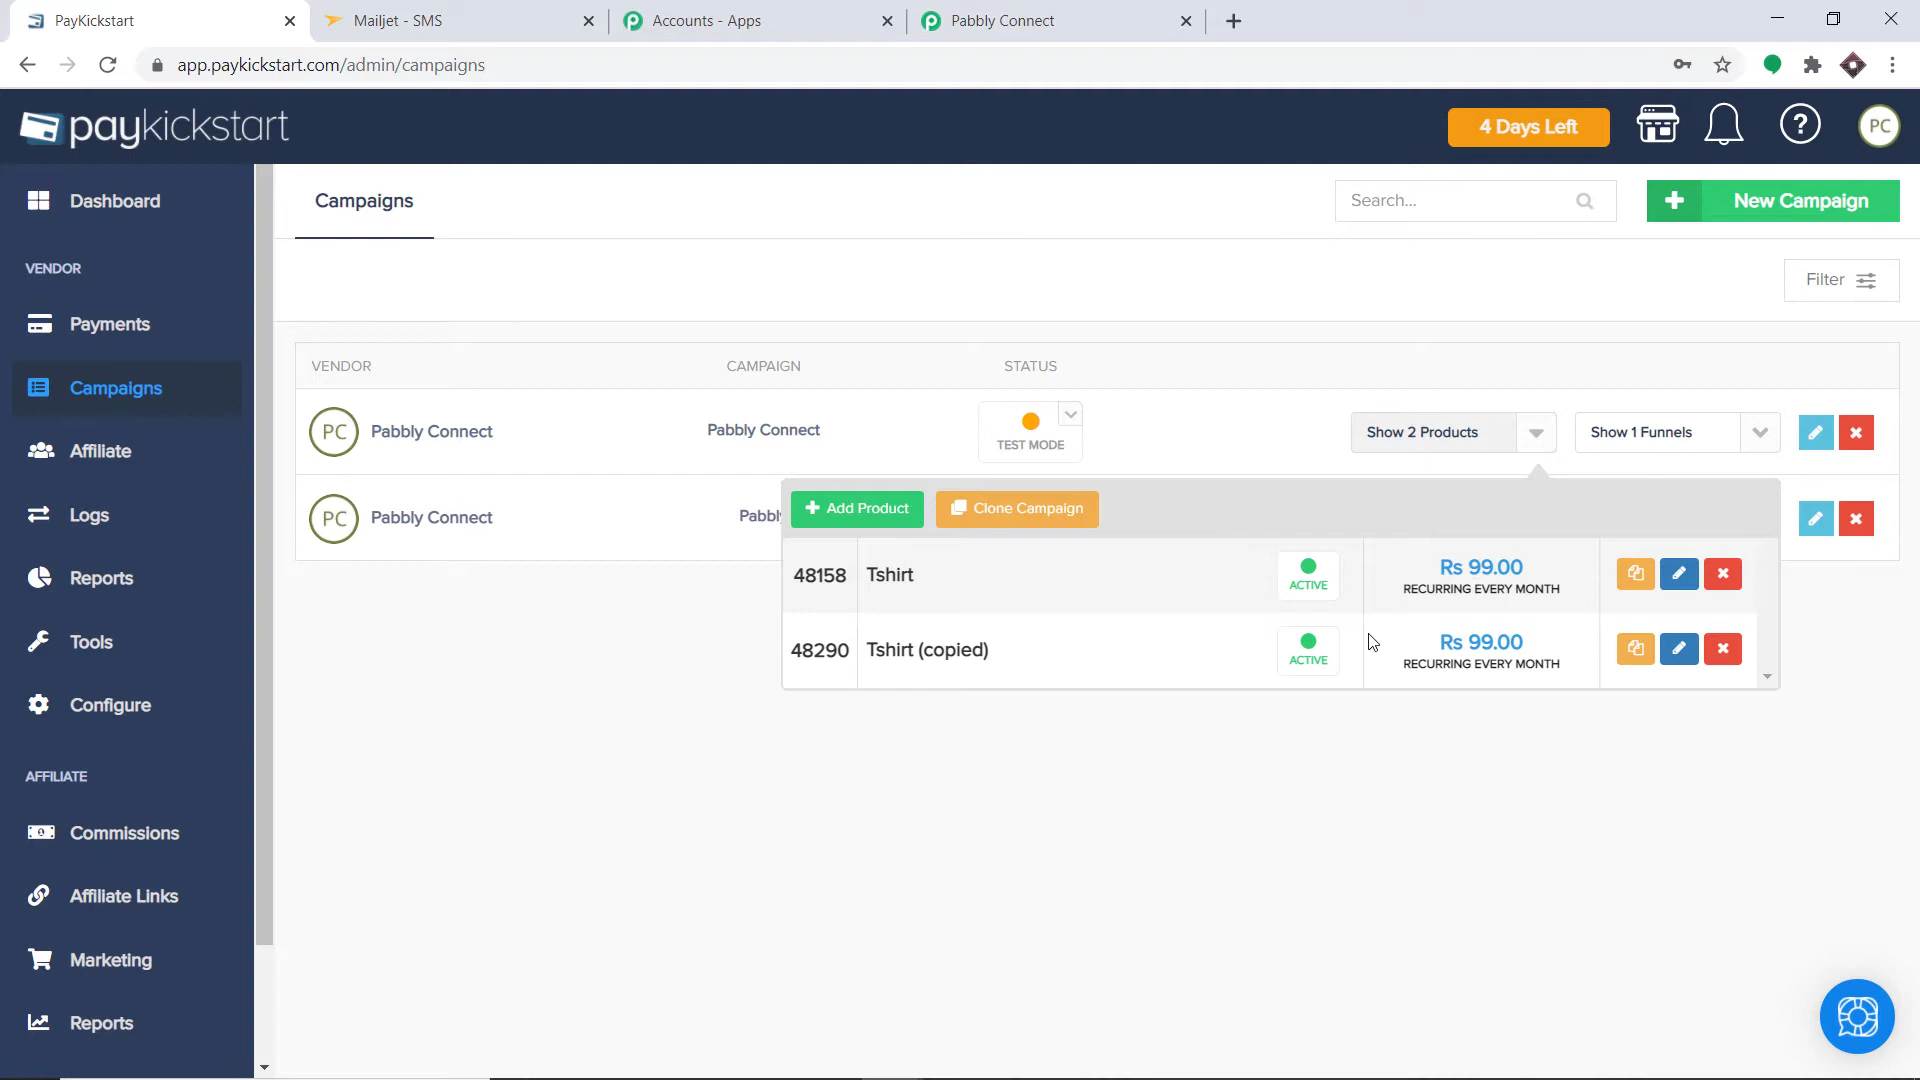 PayKickstart
Mailjet - SMS
Accounts - Apps
Pabbly Connect
app.paykickstart.com/admin/campaigns
paykickstart
4 Days Left
PC
Dashboard
VENDOR
Payments
Campaigns
Affiliate
Logs
Reports
Tools
Configure
AFFILIATE
Commissions
Affiliate Links
Marketing
Reports
Campaigns
Search...
New Campaign
Filter
VENDOR CAMPAIGN STATUS
PC Pabbly Connect Pabbly Connect TEST MODE Show 2 Products Show 1 Funnels
PC Pabbly Connect Pabbly
Add Product Clone Campaign
48158 Tshirt ACTIVE Rs 99.00
RECURRING EVERY MONTH
48290 Tshirt (copied) ACTIVE Rs 99.00
RECURRING EVERY MONTH